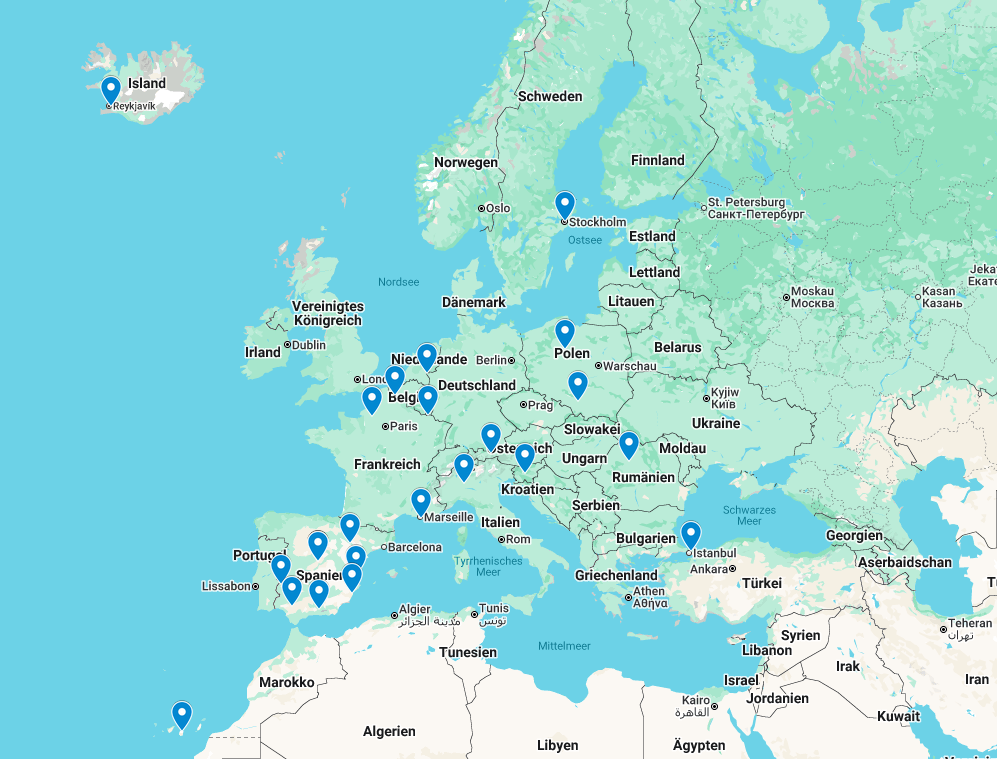 Island
Reykjavík
Schweden
Norwegen
Finnland
Oslo
St. Petersburg
Санкт-Петербург
Stockholm
Ostsee
Estland
Lettland
Nordsee
Jekat
Екате
Moskau
Москва
Kasan
Казань
Vereinigtes
Königreich
Dänemark
Litauen
Irland
Dublin
Polen
Belarus
Berlin
Warschau
Deutschland
Kyjiw
Київ
Prag
Ukraine
Paris
Slowakei
Frankreich
Ungarn
Moldau
Rumänien
Kroatien
Serbien
Schwarzes
Meer
Marseille
Italien
Rom
Bulgarien
Georgien
Barcelona
Portugal
Istanbul
Aserbaidschan
Tyrrhenisches
Meer
Ankara
Lissabon
Spanien
Griechenland
Türkei
Athen
Αθήνα
Algier
مدينة الجزائر
Tunis
تونس
Teheran
تهران
Mittelmeer
Syrien
Libanon
Tunesien
Irak
Marokko
Israel
Iran
Jordanien
Kairo
القاهرة
Kuwait
Algerien
Libyen
Ägypten